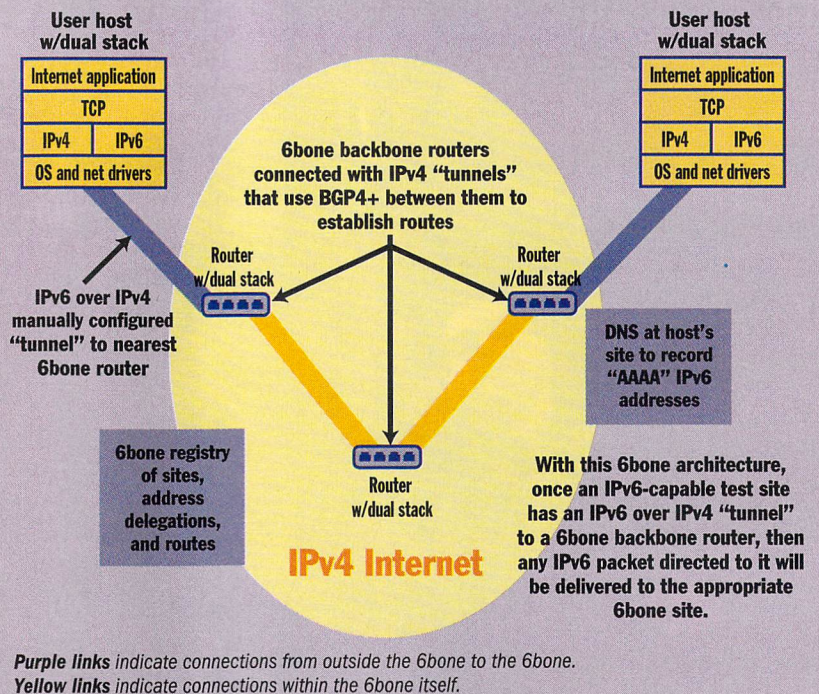 User host
w/dual stack
Internet application
TCP
IPv4 IPv6
OS and net drivers
User host
w/dual stack
Internet application
TCP
IPv4 IPv6
OS and net drivers
6bone backbone routers
connected with IPv4 “tunnels”
that use BGP4+ between them to
establish routes
Router
w/dual stack
Router
w/dual stack
IPv6 over IPv4
manually configured
“tunnel” to nearest
6bone router
DNS at host's
site to record
“AAAA” IPv6
addresses
6bone registry
of sites,
address
delegations,
and routes
Router
w/dual stack
IPv4 Internet
With this 6bone architecture,
once an IPv6-capable test site
has an IPv6 over IPv4 “tunnel”
to a 6bone backbone router, then
any IPv6 packet directed to it will
be delivered to the appropriate
6bone site.
Purple links indicate connections from outside the 6bone to the 6bone.
Yellow links indicate connections within the 6bone itself.